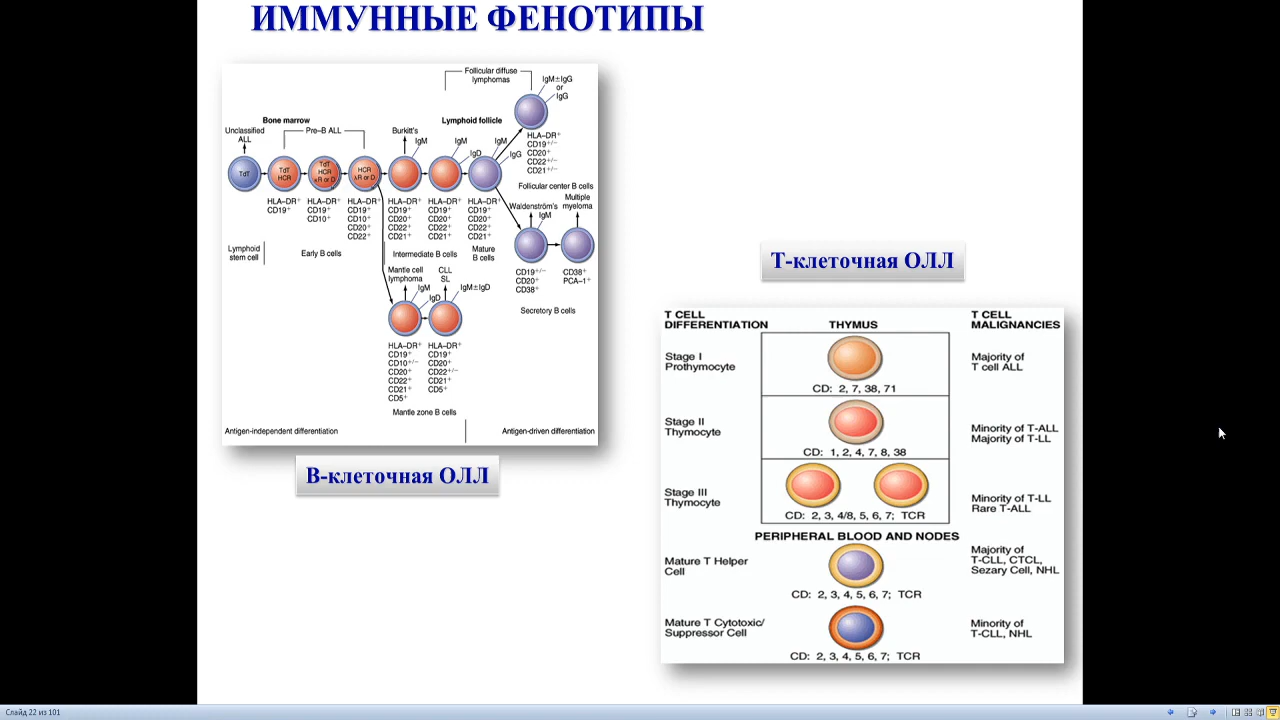 ИММУННЫЕ ФЕНОТИПЫ
Follicular diffuse
lymphomas
IgM±IgG
or
IgG
Bone marrow
Lymphoid follicle
Unclassified
ALL
Pre–B ALL
Burkitt's
IgM
IgM
IgD
IgM
IgG
HLA–DR+
CD19+/−
CD20+
CD22+/−
CD21+
TdT
TdT
HCR
TdT
HCR
κR or D
HCR
λR or D
Follicular center B cells
HLA–DR+
CD19+
HLA–DR+
CD19+
CD10+
HLA–DR+
CD19+
CD10+
CD20+
CD22+
HLA–DR+
CD19+
CD20+
CD22+
CD21+
HLA–DR+
CD19+
CD20+
CD22+
CD21+
HLA–DR+
CD19+
CD20+
CD22+
CD21+
Waldenström's
IgM
Multiple
myeloma
Lymphoid
stem cell
Early B cells
Intermediate B cells
Mature
B cells
CD19+/−
CD20+
CD38+
CD38+
PCA–1+
Secretory B cells
Mantle cell
lymphoma
IgM
IgD
CLL
SL
IgM±IgD
HLA–DR+
CD19+
CD10+/−
CD20+
CD22+
CD21+
CD5+
HLA–DR+
CD19+
CD20+
CD22+/−
CD21+
CD5+
Mantle zone B cells
Antigen-independent differentiation
Antigen-driven differentiation
В-клеточная ОЛЛ
Т-клеточная ОЛЛ
T CELL
DIFFERENTIATION
THYMUS
T CELL
MALIGNANCIES
Stage I
Prothymocyte
CD: 2, 7, 38, 71
Majority of
T cell ALL
Stage II
Thymocyte
CD: 1, 2, 4, 7, 8, 38
Minority of T-ALL
Majority of T-LL
Stage III
Thymocyte
CD: 2, 3, 4/8, 5, 6, 7; TCR
Minority of T-LL
Rare T-ALL
PERIPHERAL BLOOD AND NODES
Mature T Helper
Cell
CD: 2, 3, 4, 5, 6, 7; TCR
Majority of
T-CLL, CTCL,
Sezary Cell, NHL
Mature T Cytotoxic/
Suppressor Cell
CD: 2, 3, 4, 5, 6, 7; TCR
Minority of
T-CLL, NHL
Слайд 22 из 101